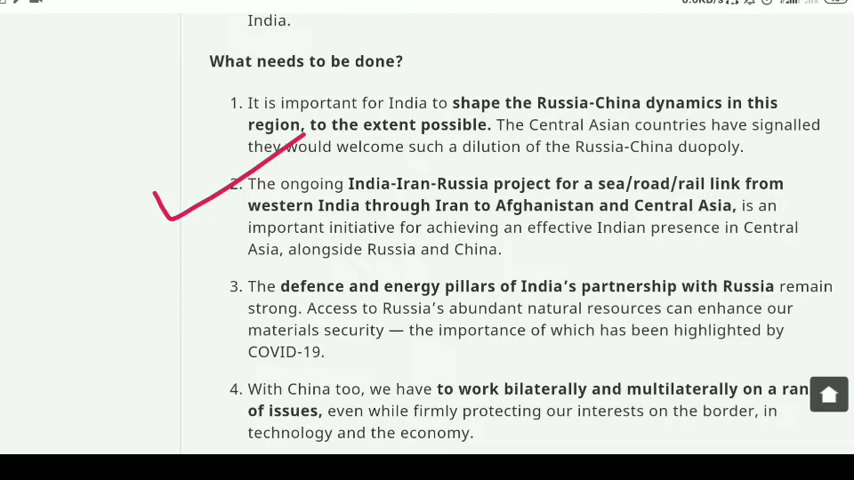 India.
What needs to be done?
1. It is important for India to shape the Russia-China dynamics in this
region, to the extent possible. The Central Asian countries have signalled
they would welcome such a dilution of the Russia-China duopoly.
2. The ongoing India-Iran-Russia project for a sea/road/rail link from
western India through Iran to Afghanistan and Central Asia, is an
important initiative for achieving an effective Indian presence in Central
Asia, alongside Russia and China.
3. The defence and energy pillars of India’s partnership with Russia remain
strong. Access to Russia’s abundant natural resources can enhance our
materials security — the importance of which has been highlighted by
COVID-19.
4. With China too, we have to work bilaterally and multilaterally on a ran
of issues, even while firmly protecting our interests on the border, in
technology and the economy.